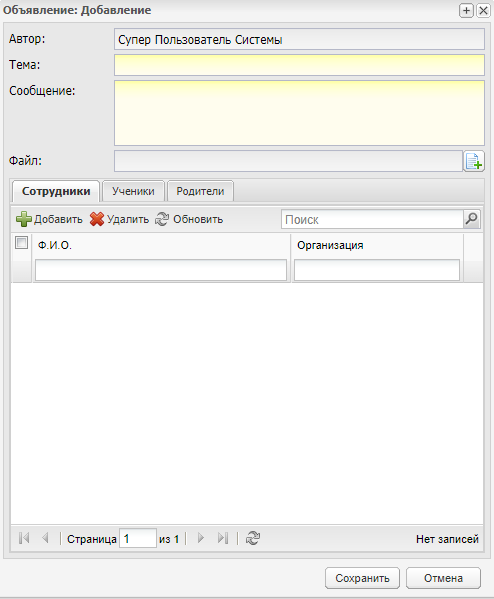 Объявление: Добавление
Автор: Супер Пользователь Системы
Тема:
Сообщение:
Файл:
Сотрудники Ученики Родители
Добавить Удалить Обновить Поиск
Ф.И.О. Организация
Страница 1 из 1 Нет записей
Сохранить Отмена